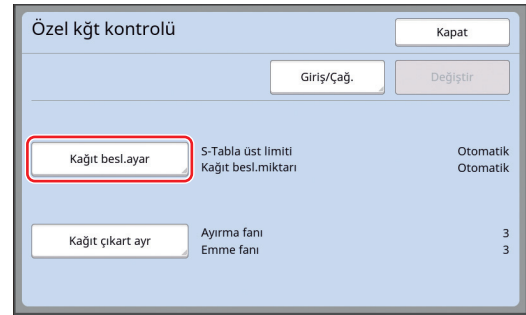 Özel kğt kontrolü
Kapat
Giriş/Çağ.
Değiştir
Kağıt besl.ayar
S-Tabla üst limiti
Otomatik
Kağıt besl.miktarı
Otomatik
Kağıt çıkart ayr
Ayırma fanı
3
Emme fanı
3